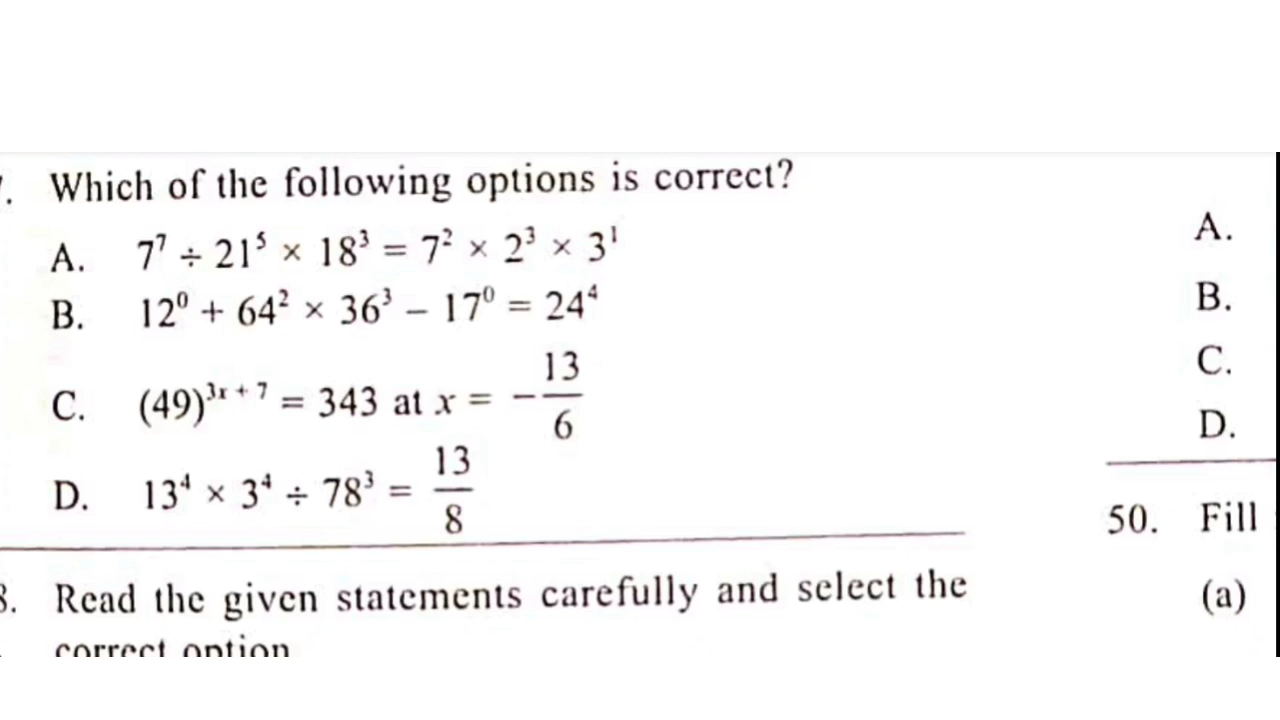 . Which of the following options is correct?
A. 7⁷ ÷ 21⁵ × 18³ = 7² × 2³ × 3¹
B. 12⁰ + 64² × 36³ – 17⁰ = 24⁴
C. (49)³ˣ ⁺ ⁷ = 343 at x = –13/6
D. 13⁴ × 3⁴ ÷ 78³ = 13/8
8. Read the given statements carefully and select the
correct option
A.
B.
C.
D.
50. Fill
(a)